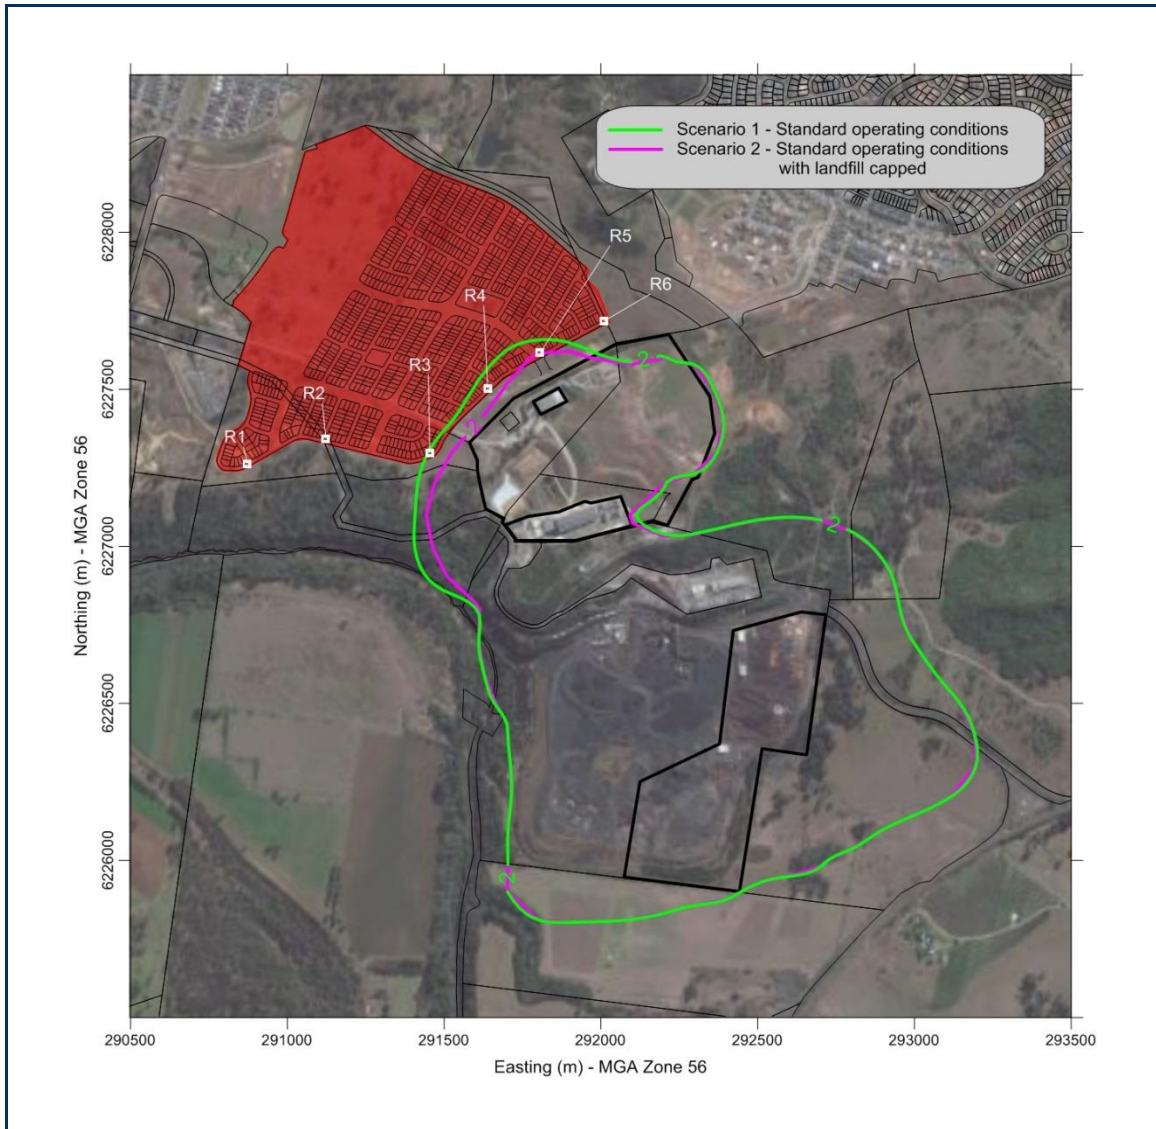 Scenario 1 - Standard operating conditions
Scenario 2 - Standard operating conditions
with landfill capped
R5
R6
R4
R3
R2
R1
2
2
2
2
6228000
6227500
6227000
6226500
6226000
Northing (m) - MGA Zone 56
290500
291000
291500
292000
292500
293000
293500
Easting (m) - MGA Zone 56